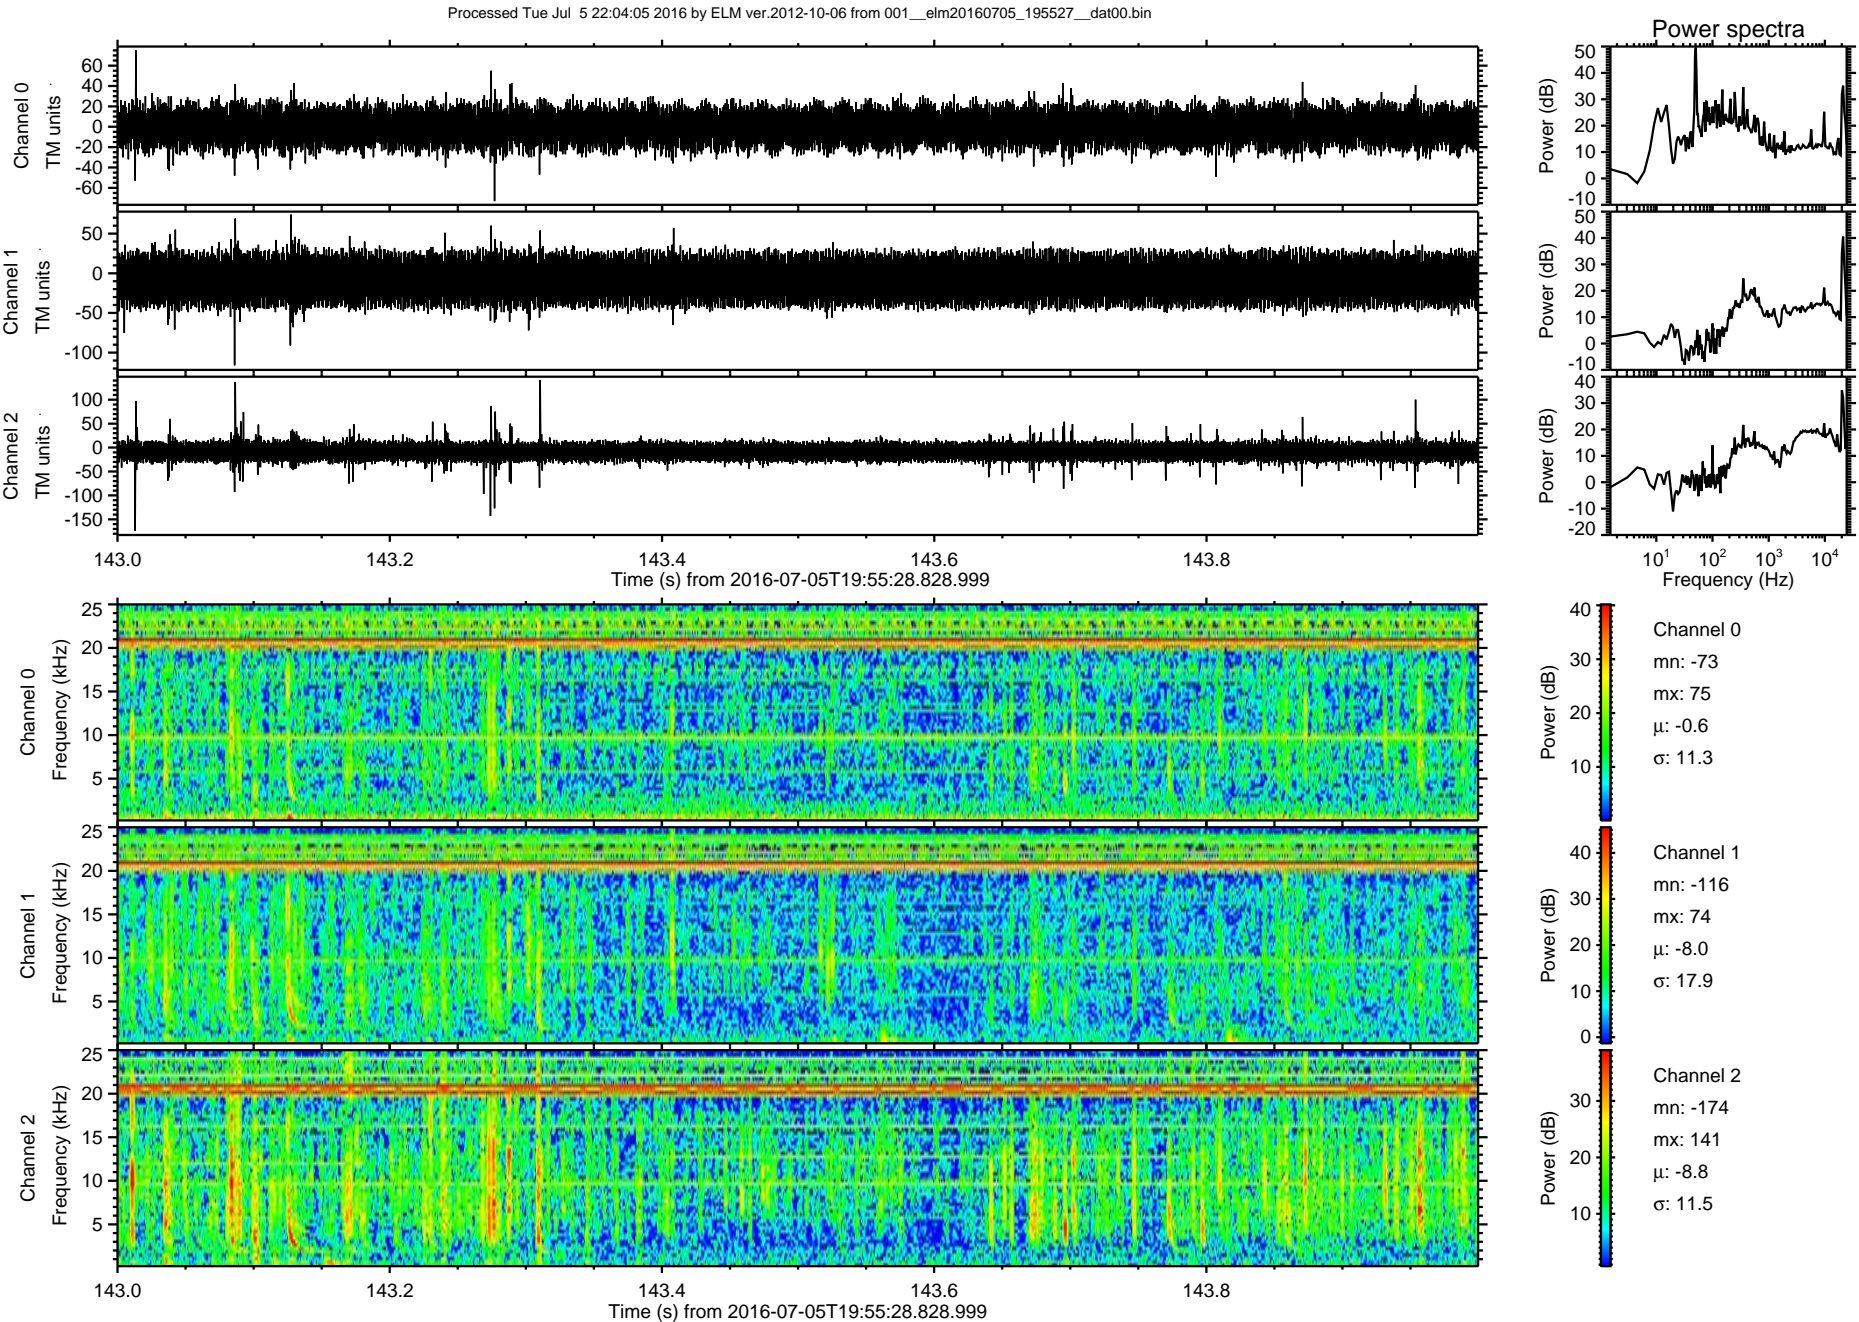 Processed Tue Jul  5 22:04:05 2016 by ELM ver.2012-10-06 from 001__elm20160705_195527__dat00.bin
Power spectra
Channel 0
TM units
60
40
20
0
-20
-40
-60
Power (dB)
50
40
30
20
10
0
-10
Channel 1
TM units
50
0
-50
-100
Power (dB)
50
40
30
20
10
0
-10
Channel 2
TM units
100
50
0
-50
-100
-150
Power (dB)
40
30
20
10
0
-10
-20
143.0 143.2 143.4 143.6 143.8
Time (s) from 2016-07-05T19:55:28.828.999
10^1 10^2 10^3 10^4
Frequency (Hz)
Channel 0
Frequency (kHz)
25
20
15
10
5
Power (dB)
40
30
20
10
Channel 0
mn: -73
mx: 75
μ: -0.6
σ: 11.3
Channel 1
Frequency (kHz)
25
20
15
10
5
Power (dB)
40
30
20
10
0
Channel 1
mn: -116
mx: 74
μ: -8.0
σ: 17.9
Channel 2
Frequency (kHz)
25
20
15
10
5
Power (dB)
30
20
10
Channel 2
mn: -174
mx: 141
μ: -8.8
σ: 11.5
143.0 143.2 143.4 143.6 143.8
Time (s) from 2016-07-05T19:55:28.828.999